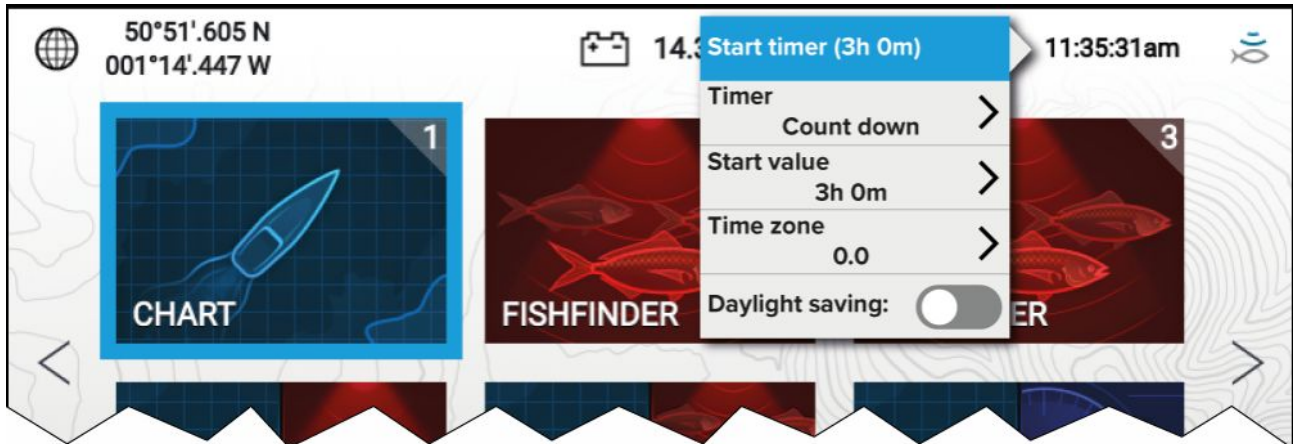 50°51'.605 N
001°14'.447 W
14.
Start timer (3h 0m)
11:35:31am
Timer
Count down
Start value
3h 0m
Time zone
0.0
Daylight saving:
1
CHART
FISHFINDER
3
ER